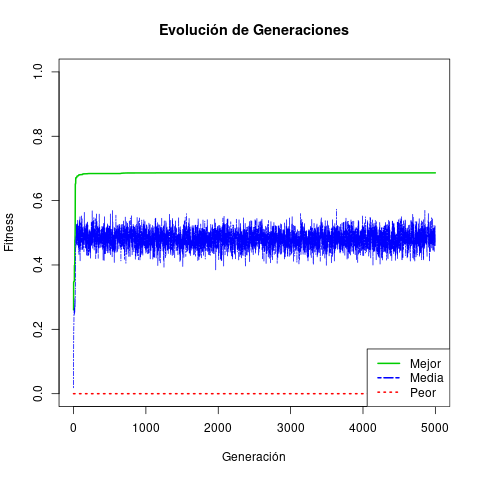 Evolución de Generaciones
Fitness
1.0
0.8
0.6
0.4
0.2
0.0
Mejor
Media
Peor
0 1000 2000 3000 4000 5000
Generación